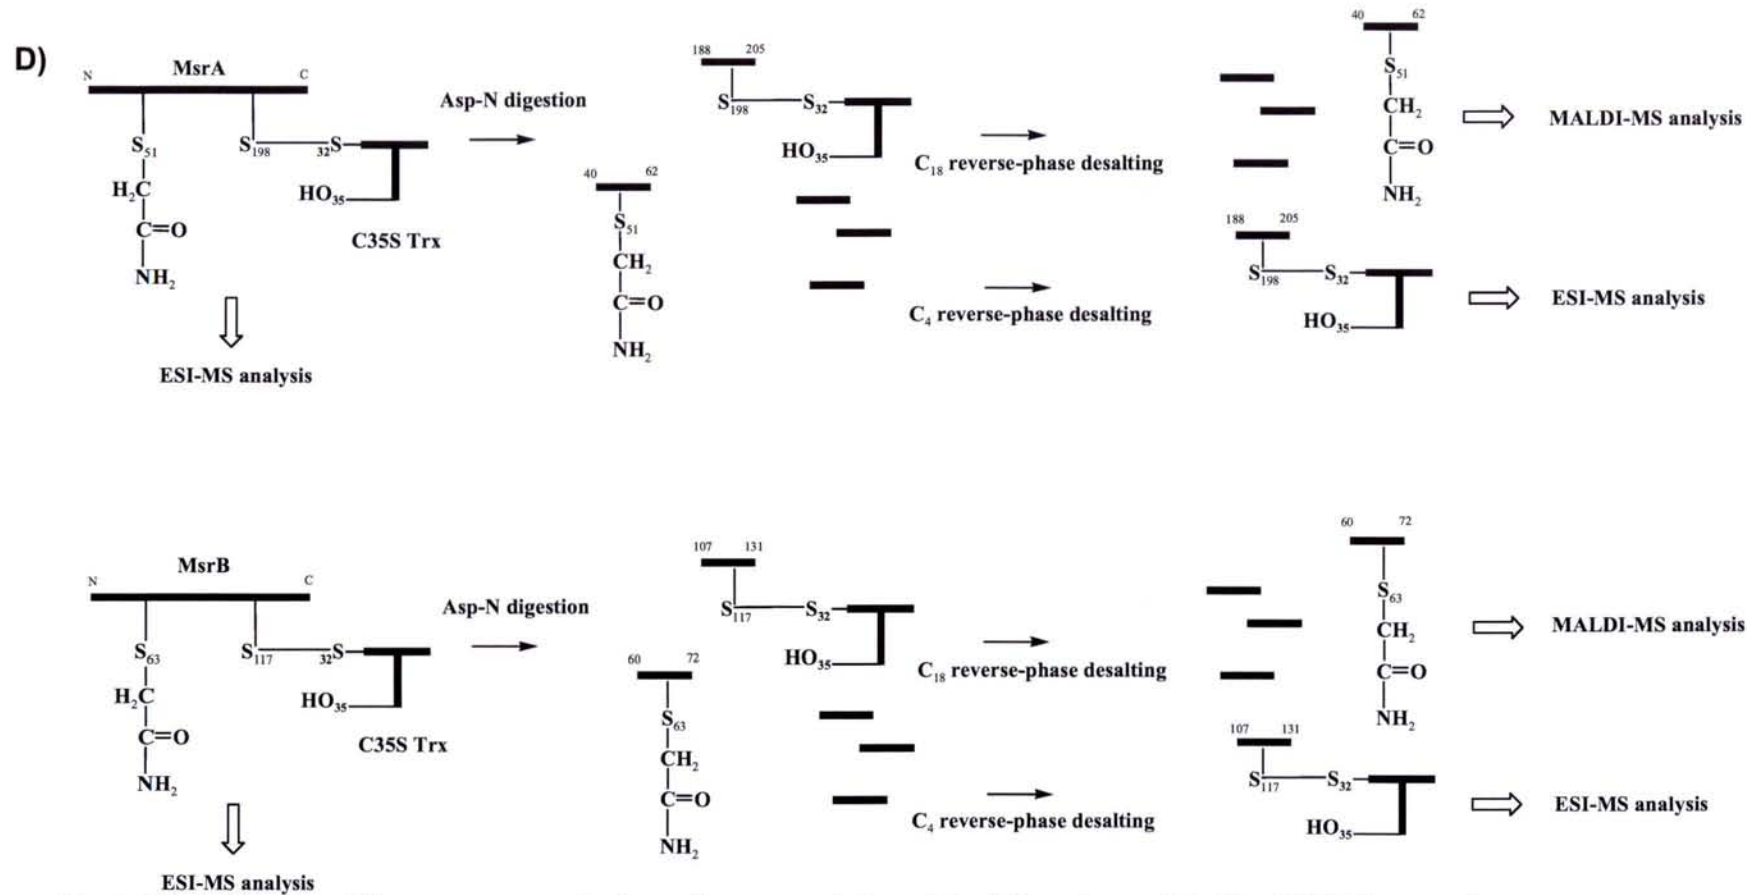 D)
MsrA
N
C
S51
S198
32S
H2C
HO35
C=O
C35S Trx
NH2
ESI-MS analysis
Asp-N digestion
188 205
S198
S32
HO35
40 62
S51
CH2
C=O
NH2
C18 reverse-phase desalting
C4 reverse-phase desalting
40 62
S51
CH2
C=O
NH2
MALDI-MS analysis
188 205
S198
S32
HO35
ESI-MS analysis
MsrB
N
C
S63
S117
32S
H2C
HO35
C=O
C35S Trx
NH2
ESI-MS analysis
Asp-N digestion
107 131
S117
S32
HO35
60 72
S63
CH2
C=O
NH2
C18 reverse-phase desalting
C4 reverse-phase desalting
60 72
S63
CH2
C=O
NH2
MALDI-MS analysis
107 131
S117
S32
HO35
ESI-MS analysis